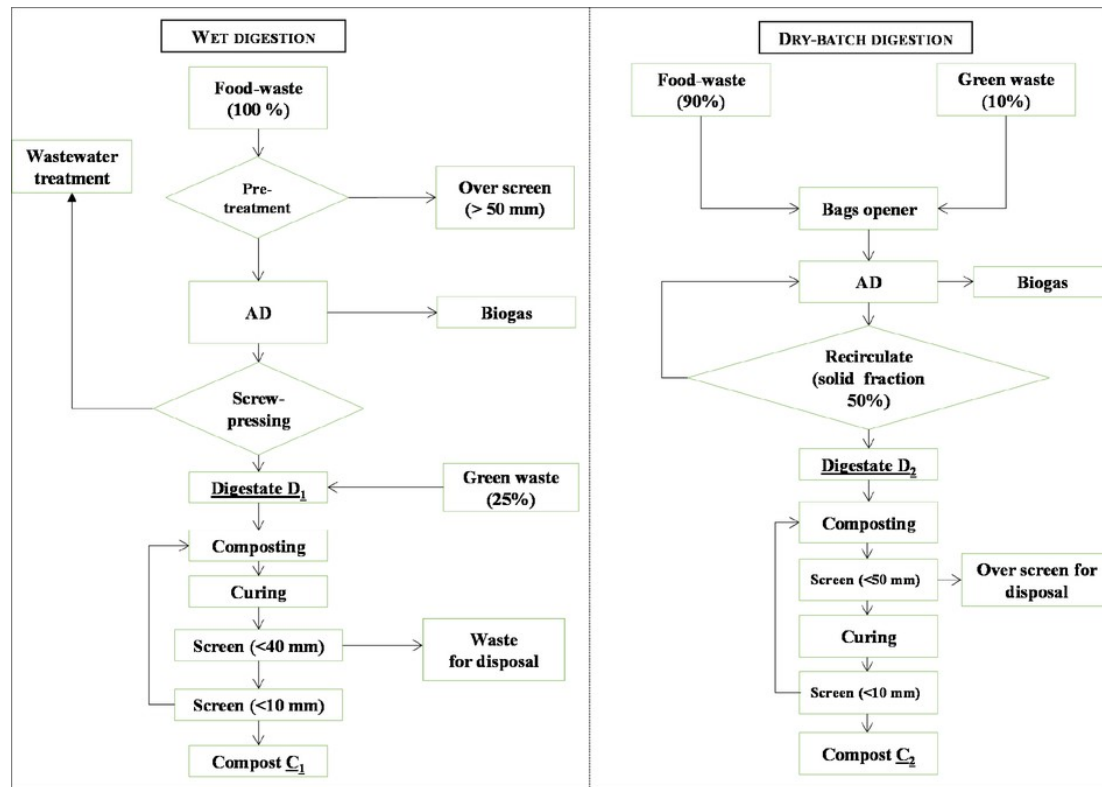 WET DIGESTION
Food-waste
(100 %)
Wastewater
treatment
Pre-
treatment
Over screen
(> 50 mm)
AD
Biogas
Screw-
pressing
Digestate D1
Green waste
(25%)
Composting
Curing
Screen (<40 mm)
Waste
for disposal
Screen (<10 mm)
Compost C1
DRY-BATCH DIGESTION
Food-waste
(90%)
Green waste
(10%)
Bags opener
AD
Biogas
Recirculate
(solid fraction
50%)
Digestate D2
Composting
Screen (<50 mm)
Over screen for
disposal
Curing
Screen (<10 mm)
Compost C2